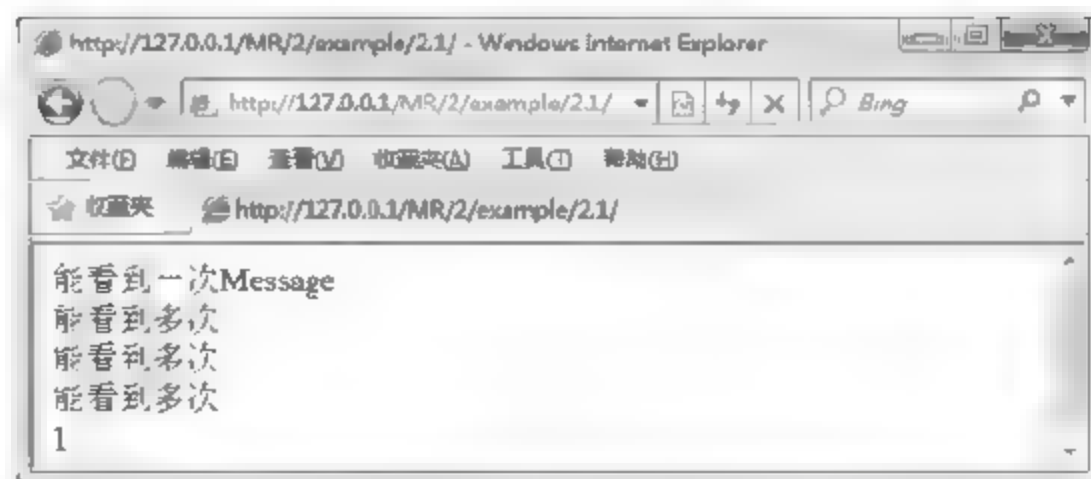 http://127.0.0.1/MR/2/example/2.1/ - Windows Internet Explorer
http://127.0.0.1/MR/2/example/2.1/ Bing
文件(F) 编辑(E) 查看(V) 收藏夹(A) 工具(T) 帮助(H)
收藏夹 http://127.0.0.1/MR/2/example/2.1/
能看到一次Message
能看到多次
能看到多次
能看到多次
1